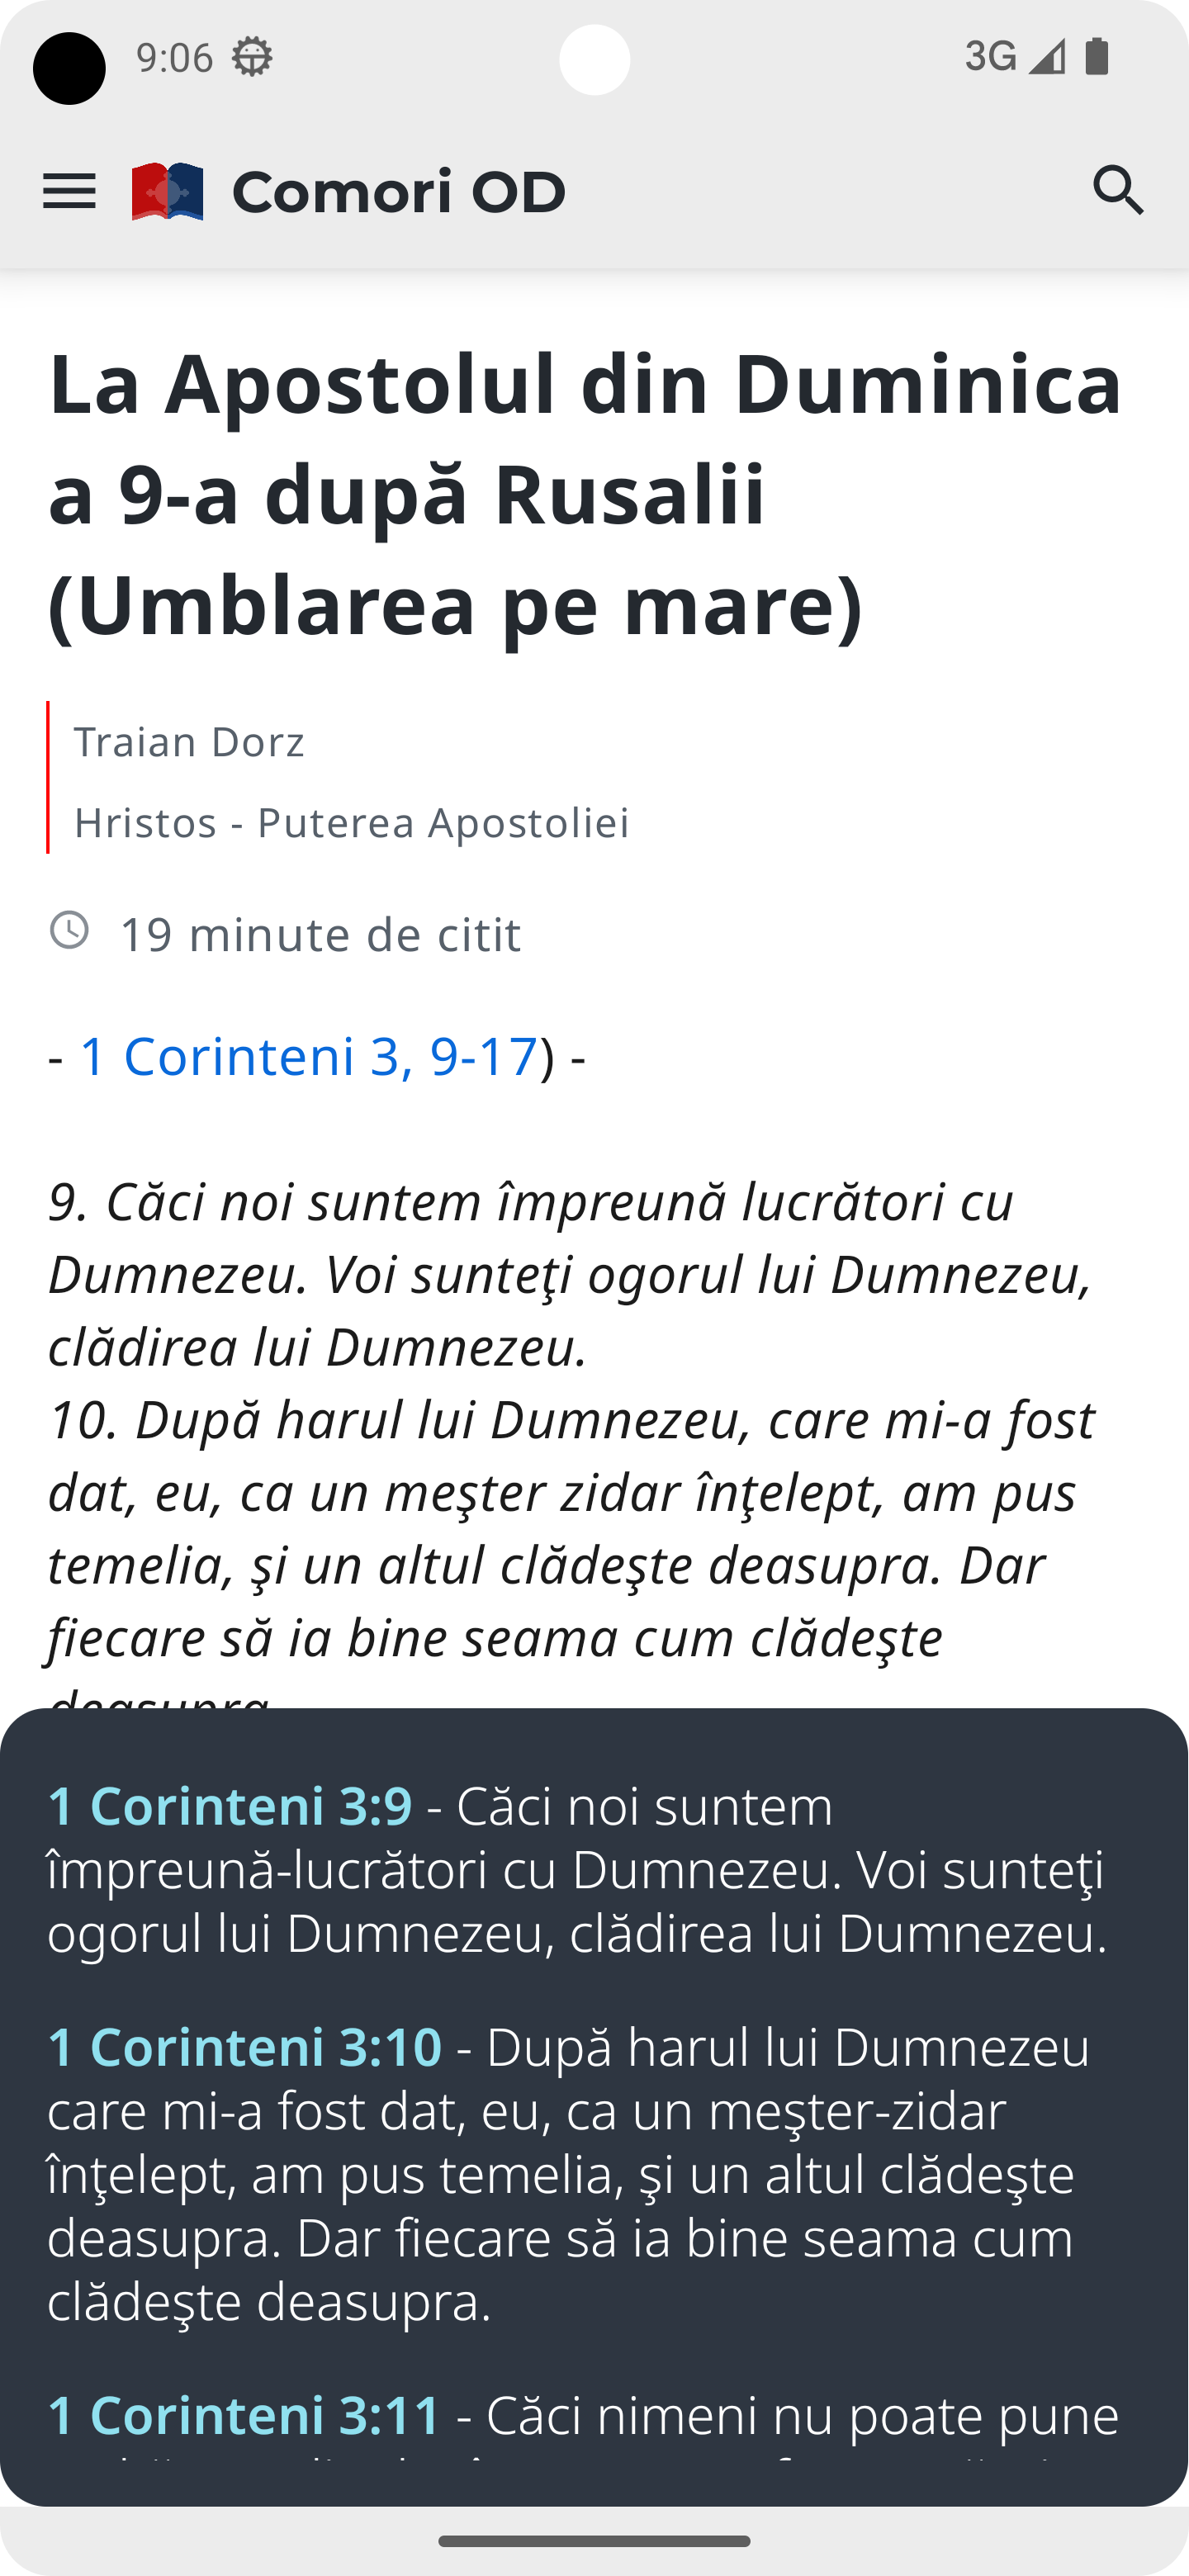 9:06
3G
Comori OD
La Apostolul din Duminica
a 9-a după Rusalii
(Umblarea pe mare)
Traian Dorz
Hristos - Puterea Apostoliei
19 minute de citit
- 1 Corinteni 3, 9-17) -
9. Căci noi suntem împreună lucrători cu
Dumnezeu. Voi sunteţi ogorul lui Dumnezeu,
clădirea lui Dumnezeu.
10. După harul lui Dumnezeu, care mi-a fost
dat, eu, ca un meşter zidar înţelept, am pus
temelia, şi un altul clădeşte deasupra. Dar
fiecare să ia bine seama cum clădeşte
deasupra
1 Corinteni 3:9 - Căci noi suntem
împreună-lucrători cu Dumnezeu. Voi sunteţi
ogorul lui Dumnezeu, clădirea lui Dumnezeu.
1 Corinteni 3:10 - După harul lui Dumnezeu
care mi-a fost dat, eu, ca un meşter-zidar
înţelept, am pus temelia, şi un altul clădeşte
deasupra. Dar fiecare să ia bine seama cum
clădeşte deasupra.
1 Corinteni 3:11 - Căci nimeni nu poate pune